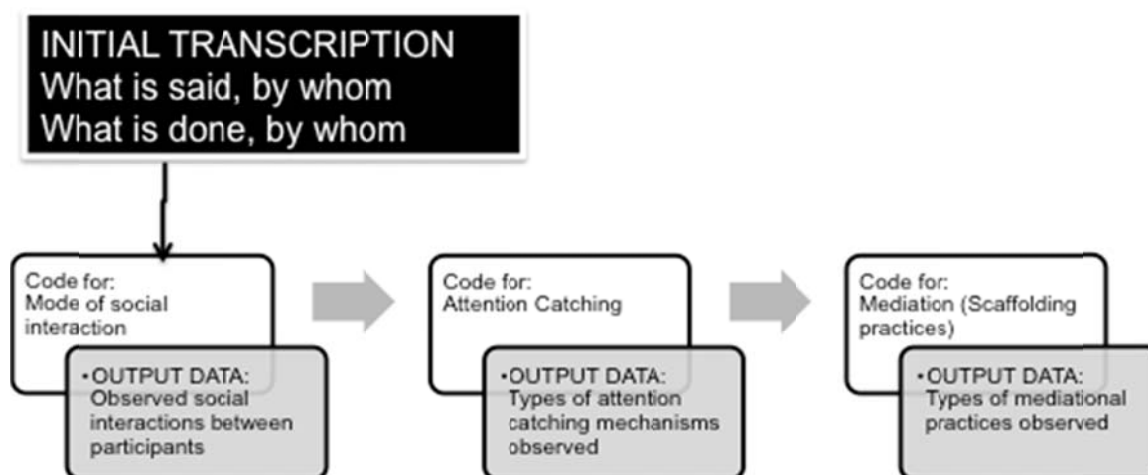 INITIAL TRANSCRIPTION
What is said, by whom
What is done, by whom
Code for:
Mode of social
interaction
•OUTPUT DATA:
Observed social
interactions between
participants
Code for:
Attention Catching
•OUTPUT DATA:
Types of attention
catching mechanisms
observed
Code for:
Mediation (Scaffolding
practices)
•OUTPUT DATA:
Types of mediational
practices observed